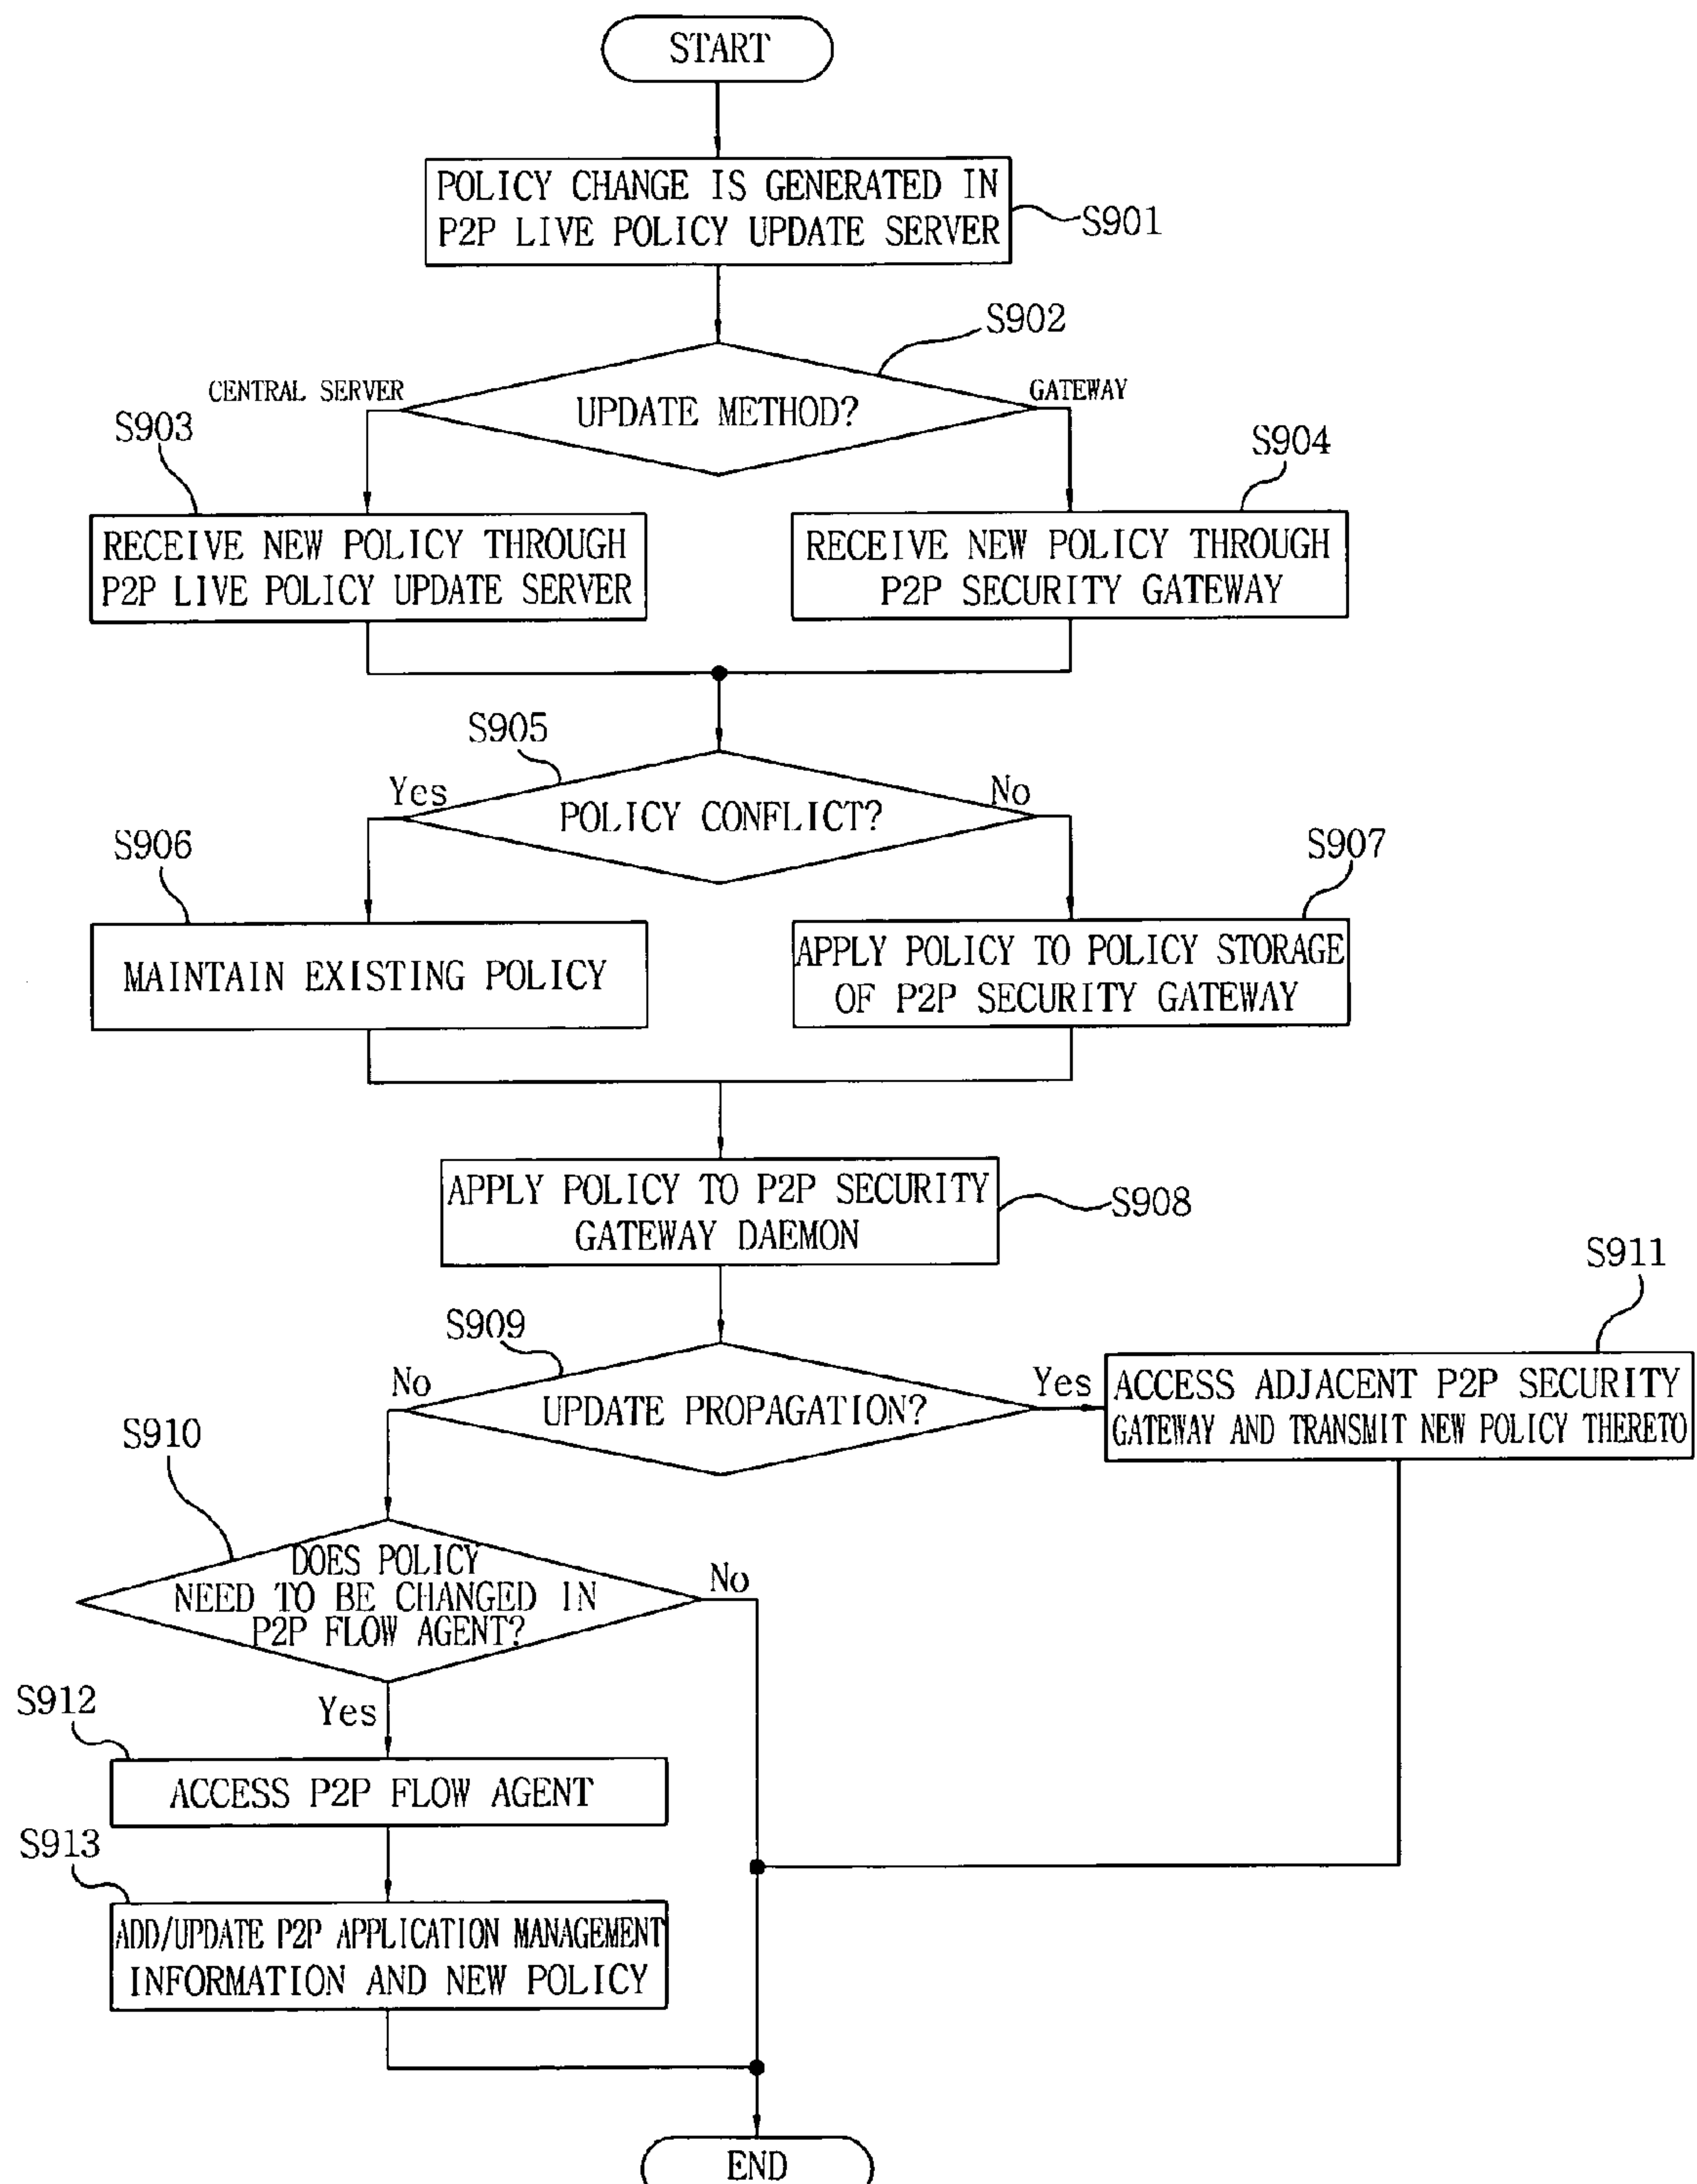 START
POLICY CHANGE IS GENERATED IN
P2P LIVE POLICY UPDATE SERVER
S901
S902
CENTRAL SERVER
UPDATE METHOD?
GATEWAY
S903
S904
RECEIVE NEW POLICY THROUGH
P2P LIVE POLICY UPDATE SERVER
RECEIVE NEW POLICY THROUGH
P2P SECURITY GATEWAY
S905
Yes
POLICY CONFLICT?
No
S906
S907
MAINTAIN EXISTING POLICY
APPLY POLICY TO POLICY STORAGE
OF P2P SECURITY GATEWAY
APPLY POLICY TO P2P SECURITY
GATEWAY DAEMON
S908
S909
S911
No
UPDATE PROPAGATION?
Yes
ACCESS ADJACENT P2P SECURITY
GATEWAY AND TRANSMIT NEW POLICY THERETO
S910
DOES POLICY
NEED TO BE CHANGED IN
P2P FLOW AGENT?
No
Yes
S912
ACCESS P2P FLOW AGENT
S913
ADD/UPDATE P2P APPLICATION MANAGEMENT
INFORMATION AND NEW POLICY
END